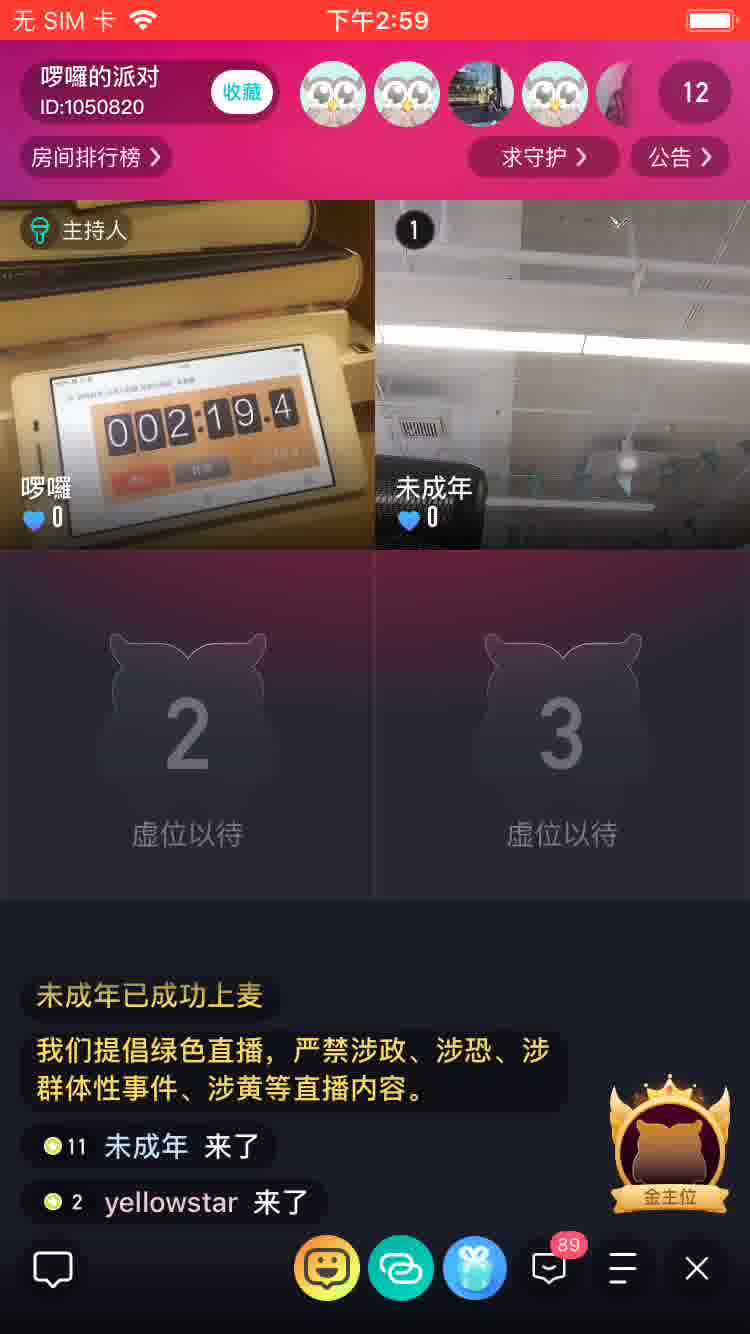 无 SIM 卡
下午2:59
啰囉的派对
ID:1050820
收藏
12
房间排行榜
求守护
公告
主持人
1
002:19.4
啰囉
0
未成年
0
2
虚位以待
3
虚位以待
未成年已成功上麦
我们提倡绿色直播，严禁涉政、涉恐、涉
群体性事件、涉黄等直播内容。
11 未成年 来了
2 yellowstar 来了
金主位
89